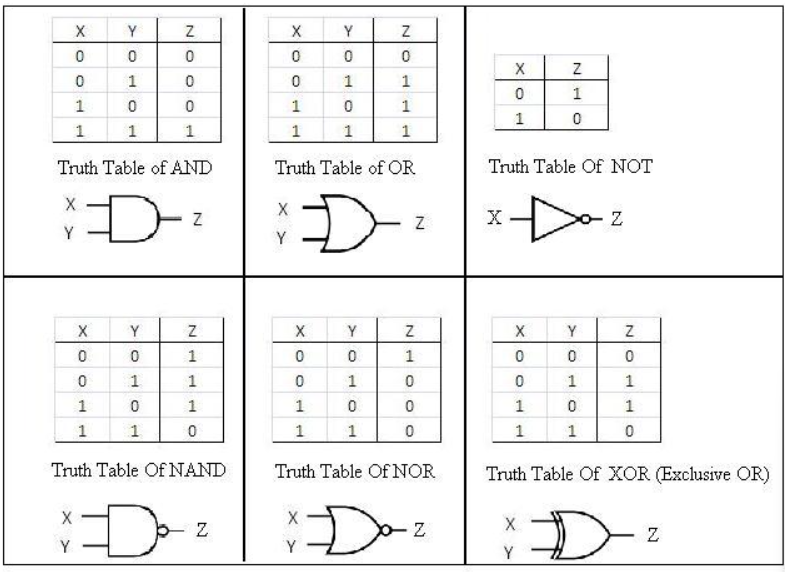 X Y Z
0 0 0
0 1 0
1 0 0
1 1 1
Truth Table of AND
X
Y
Z
X Y Z
0 0 0
0 1 1
1 0 1
1 1 1
Truth Table of OR
X
Y
Z
X Z
0 1
1 0
Truth Table Of NOT
X Z
X Y Z
0 0 1
0 1 1
1 0 1
1 1 0
Truth Table Of NAND
X
Y
Z
X Y Z
0 0 1
0 1 0
1 0 0
1 1 0
Truth Table Of NOR
X
Y
Z
X Y Z
0 0 0
0 1 1
1 0 1
1 1 0
Truth Table Of XOR (Exclusive OR)
X
Y
Z